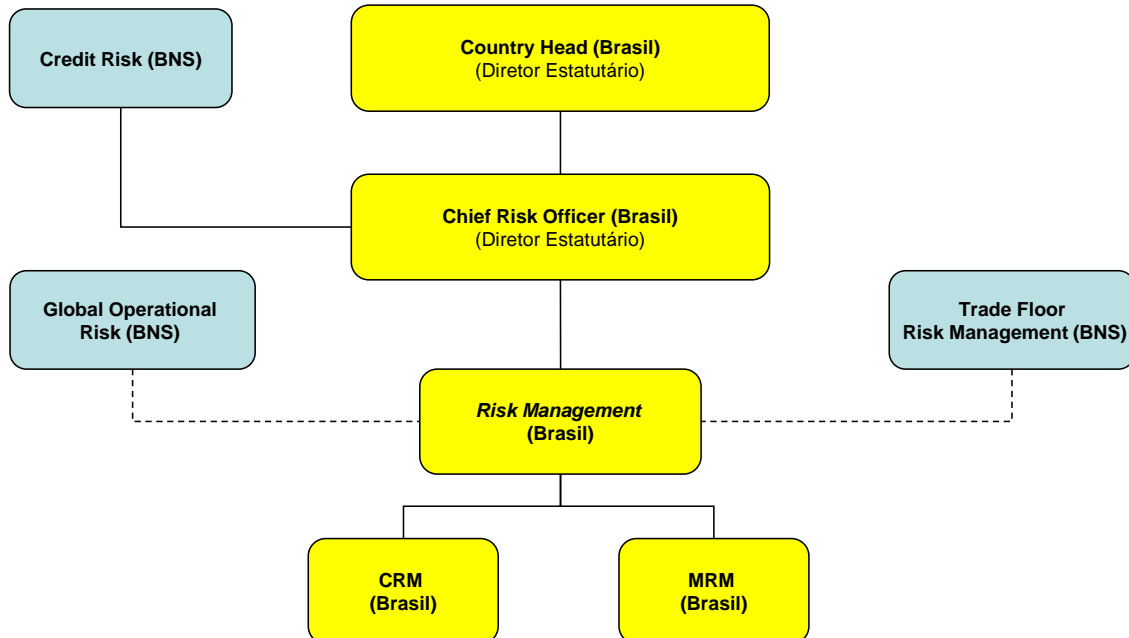 Credit Risk (BNS)
Country Head (Brasil)
(Diretor Estatutário)
Chief Risk Officer (Brasil)
(Diretor Estatutário)
Global Operational
Risk (BNS)
Trade Floor
Risk Management (BNS)
Risk Management
(Brasil)
CRM
(Brasil)
MRM
(Brasil)